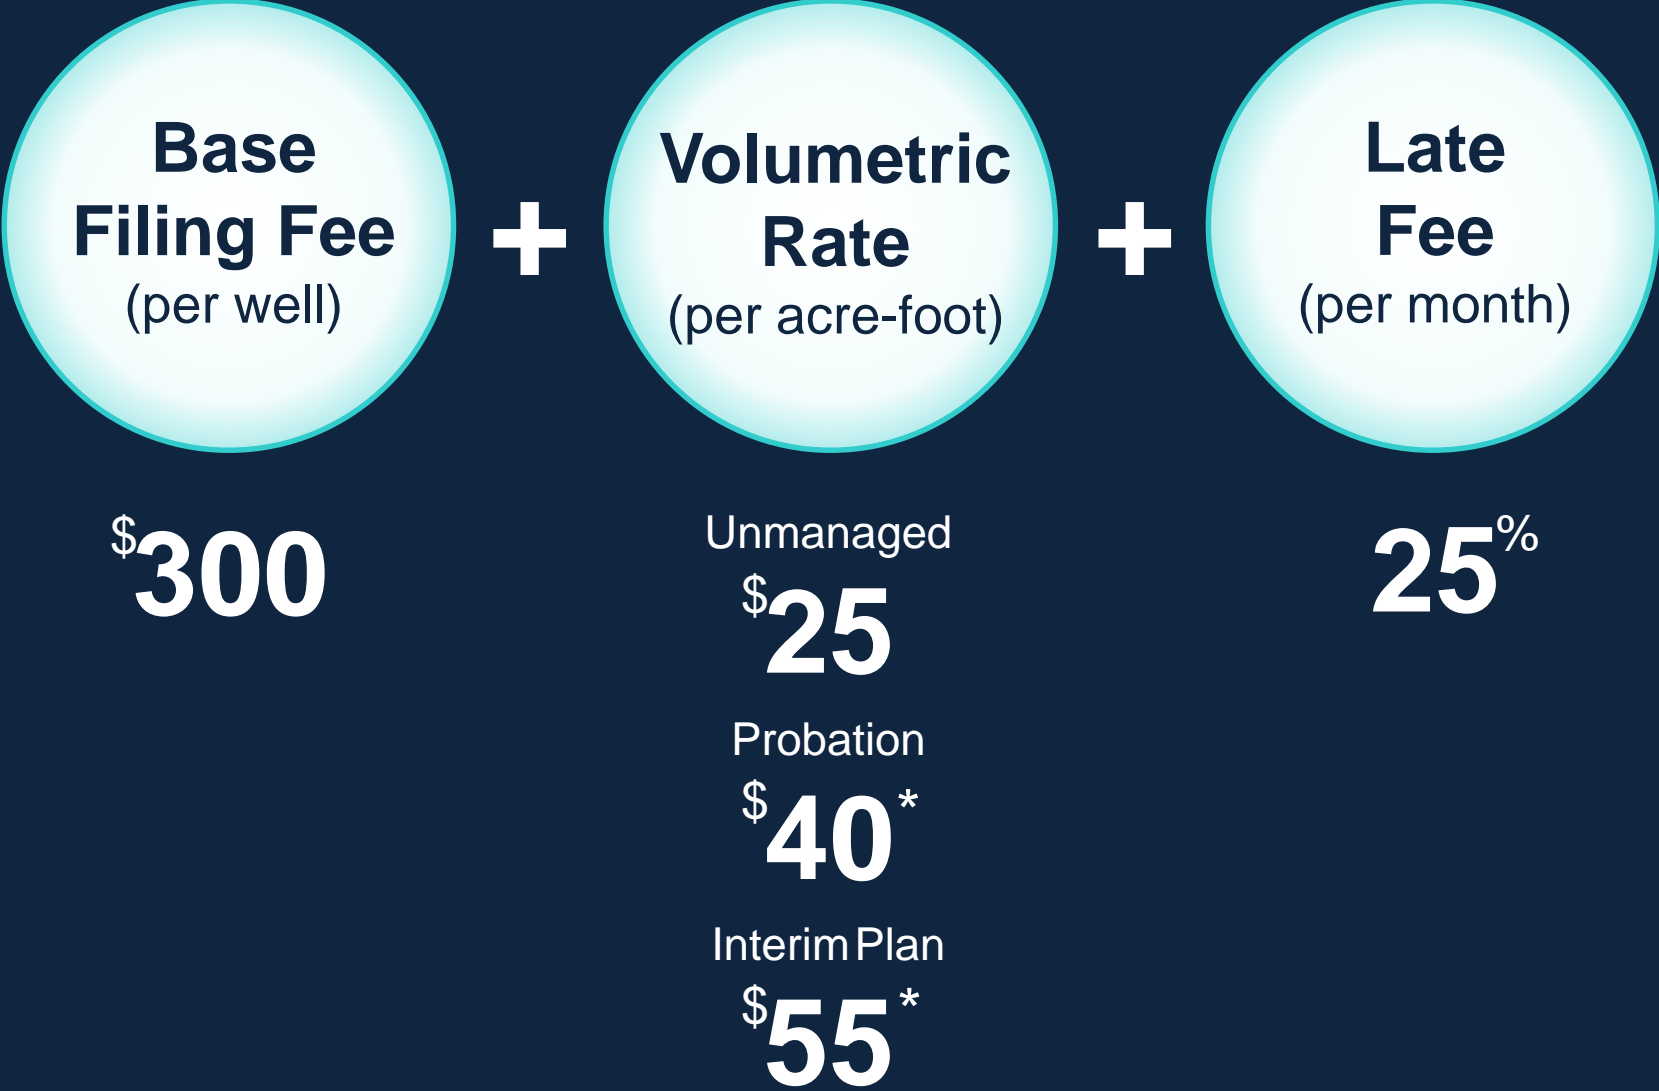 Base
Filing Fee
(per well)
+
Volumetric
Rate
(per acre-foot)
+
Late
Fee
(per month)
$300
Unmanaged
$25
Probation
$40*
Interim Plan
$55*
25%